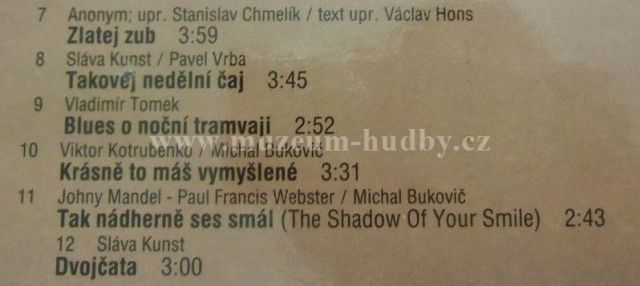 7 Anonym; upr. Stanislav Chmelík / text upr. Václav Hons
Zlatej zub 3:59
8 Sláva Kunst / Pavel Vrba
Takovej nedělní čaj 3:45
9 Vladimír Tomek
Blues o noční tramvaji 2:52
www.muzeum-hudby.cz
10 Viktor Kotrubenko / Michal Bukovič
Krásně to máš vymyšlené 3:31
11 Johny Mandel - Paul Francis Webster / Michal Bukovič
Tak nádherně ses smál (The Shadow Of Your Smile) 2:43
12 Sláva Kunst
Dvojčata 3:00